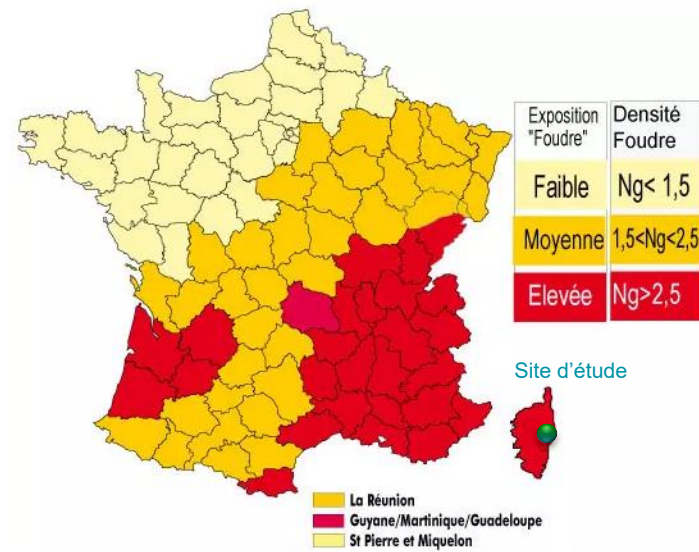 Exposition Densité
"Foudre" Foudre
Faible Ng< 1,5
Moyenne 1,5<Ng<2,5
Elevée Ng>2,5
Site d'étude
La Réunion
Guyane/Martinique/Guadeloupe
St Pierre et Miquelon